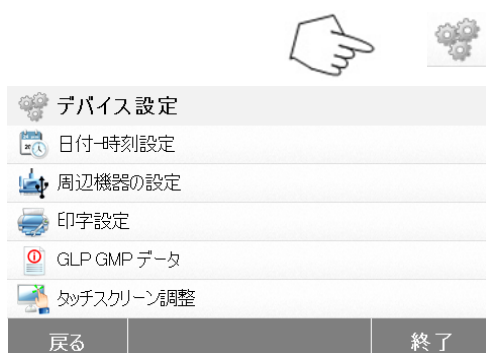 デバイス設定
日付-時刻設定
周辺機器の設定
印字設定
GLP GMP データ
タッチスクリーン調整
戻る
終了